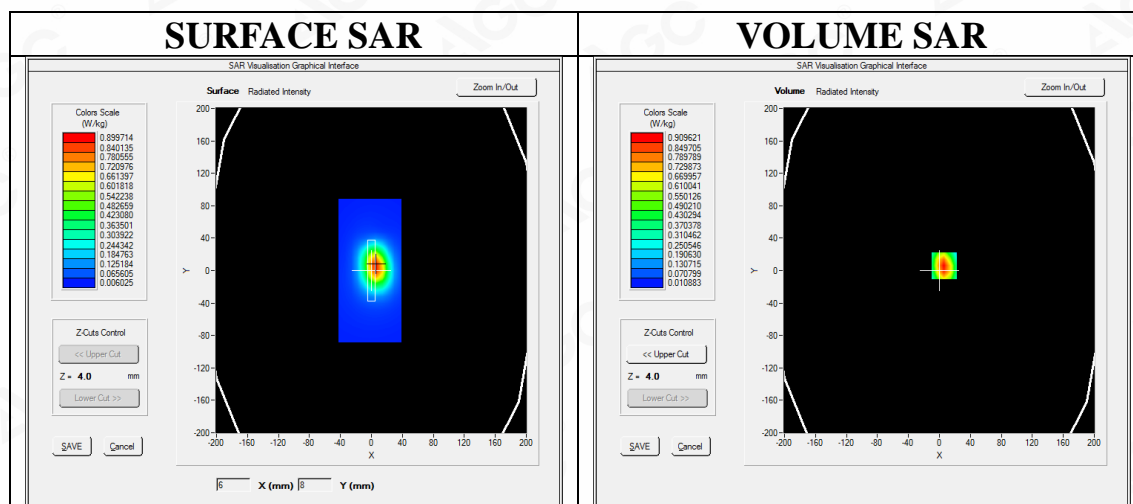 SURFACE SAR
SAR Visualisation Graphical Interface
Surface Radiated Intensity
Zoom In/Out
Colors Scale
(W/kg)
0.899714
0.840135
0.780555
0.720976
0.661397
0.601818
0.542238
0.482659
0.423080
0.363501
0.303922
0.244342
0.184763
0.125184
0.065605
0.006025
Z-Cuts Control
<< Upper Cut
Z = 4.0 mm
Lower Cut >>
SAVE Cancel
200
160
120
80
40
0
-40
-80
-120
-160
-200
Y
-200 -160 -120 -80 -40 0 40 80 120 160 200
X
6 X (mm) 8 Y (mm)
VOLUME SAR
SAR Visualisation Graphical Interface
Volume Radiated Intensity
Zoom In/Out
Colors Scale
(W/kg)
0.909621
0.849705
0.789789
0.729873
0.669957
0.610041
0.550126
0.490210
0.430294
0.370378
0.310462
0.250546
0.190630
0.130715
0.070799
0.010883
Z-Cuts Control
<< Upper Cut
Z = 4.0 mm
Lower Cut >>
SAVE Cancel
200
160
120
80
40
0
-40
-80
-120
-160
-200
Y
-200 -160 -120 -80 -40 0 40 80 120 160 200
X